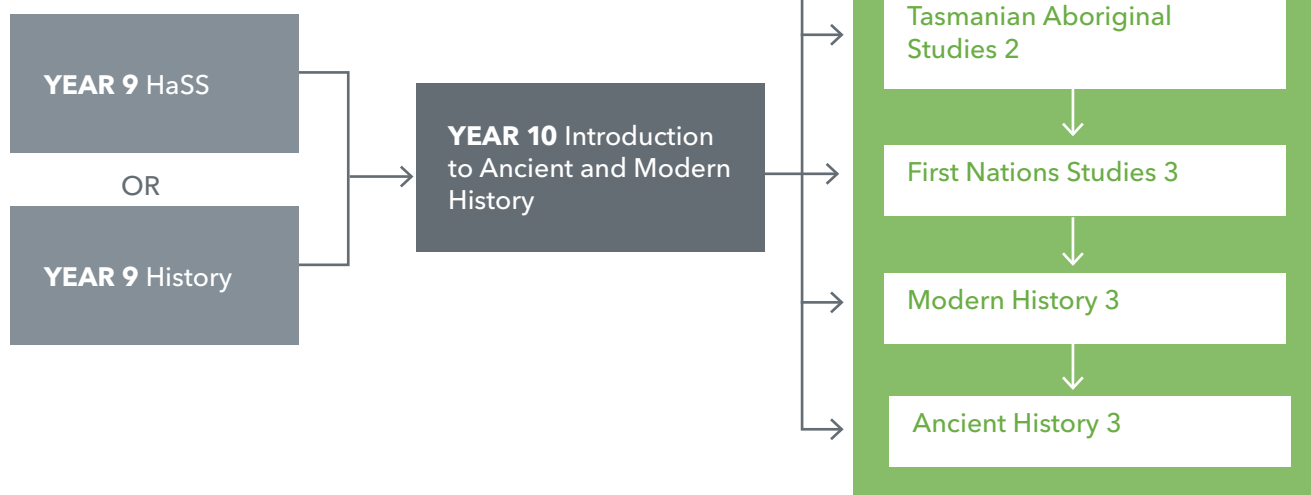 YEAR 9 HaSS
OR
YEAR 9 History
YEAR 10 Introduction
to Ancient and Modern
History
Tasmanian Aboriginal
Studies 2
First Nations Studies 3
Modern History 3
Ancient History 3